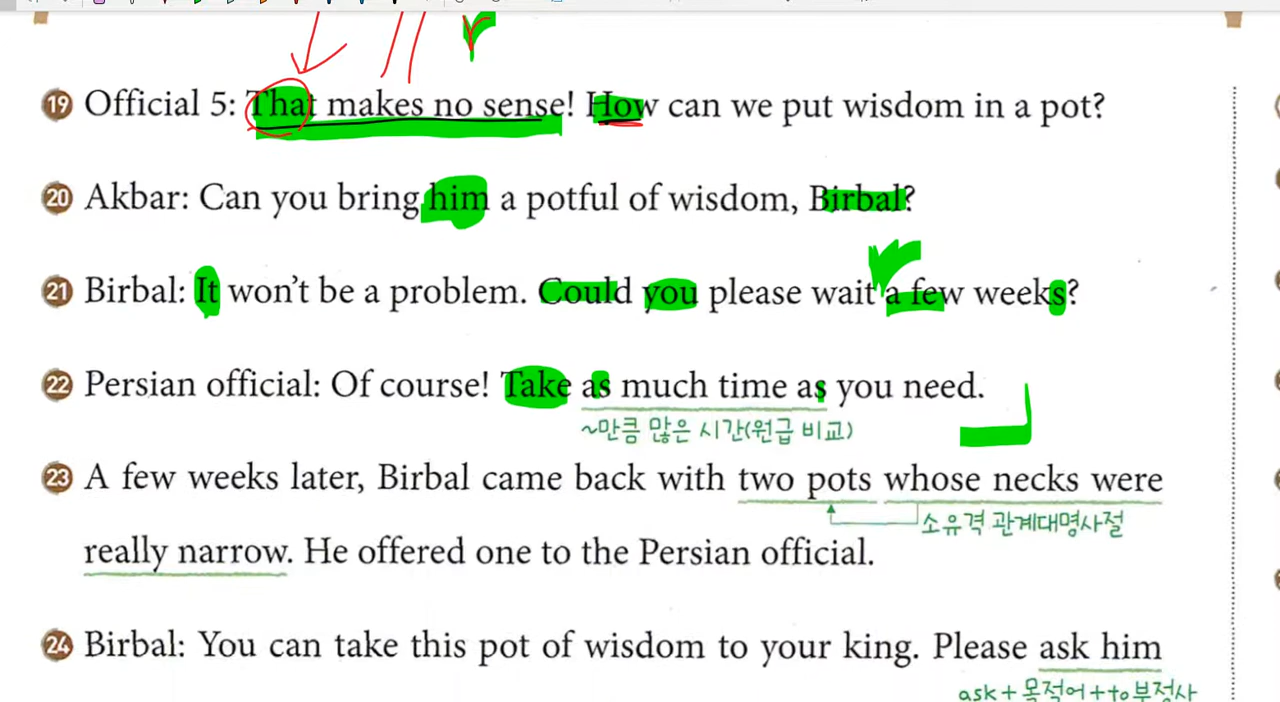 19 Official 5: That makes no sense! How can we put wisdom in a pot?
20 Akbar: Can you bring him a potful of wisdom, Birbal?
21 Birbal: It won't be a problem. Could you please wait a few weeks?
22 Persian official: Of course! Take as much time as you need.
~만큼 많은 시간(원급 비교)
23 A few weeks later, Birbal came back with two pots whose necks were
소유격 관계대명사절
really narrow. He offered one to the Persian official.
24 Birbal: You can take this pot of wisdom to your king. Please ask him
ask+목적어+to부정사